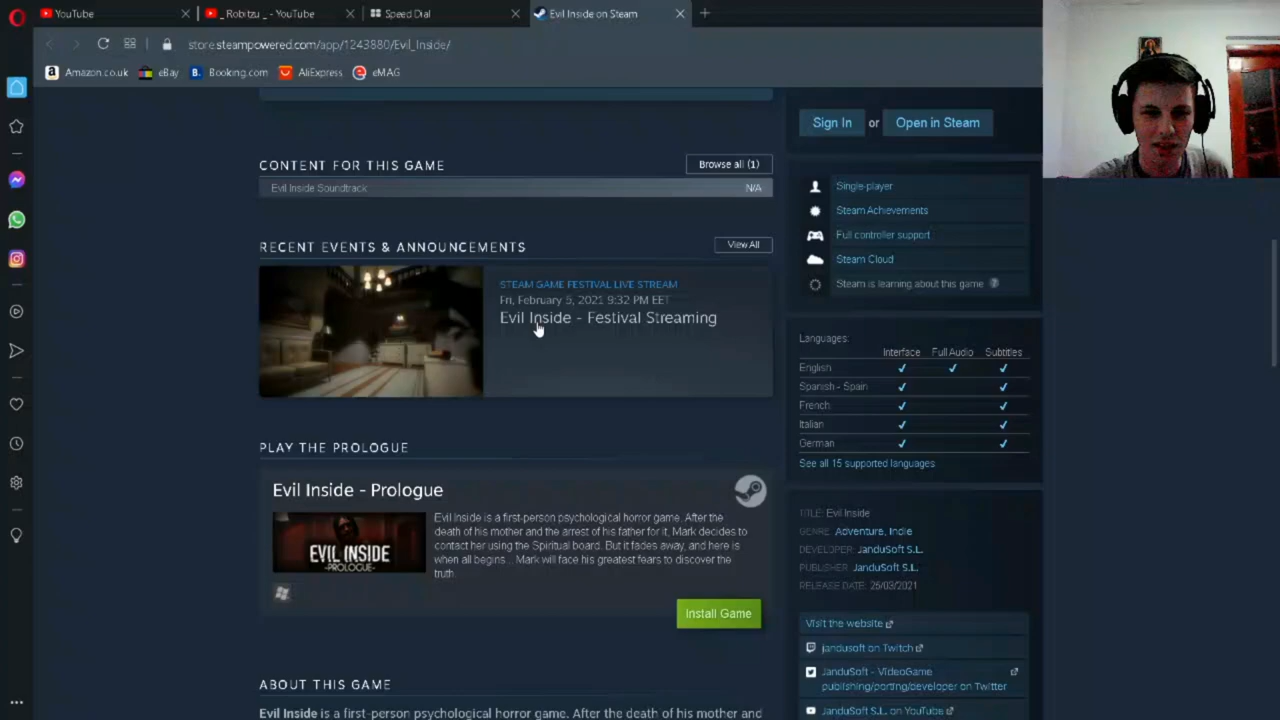 YouTube
_ Robitzu _ - YouTube
Speed Dial
Evil Inside on Steam
store.steampowered.com/app/1243880/Evil_Inside/
Amazon.co.uk
eBay
Booking.com
AliExpress
eMAG
Sign In or Open in Steam
CONTENT FOR THIS GAME
Browse all (1)
Evil Inside Soundtrack
N/A
RECENT EVENTS & ANNOUNCEMENTS
View All
STEAM GAME FESTIVAL LIVE STREAM
Fri, February 5, 2021 9:32 PM EET
Evil Inside - Festival Streaming
PLAY THE PROLOGUE
Evil Inside - Prologue
EVIL INSIDE
-PROLOGUE-
Evil Inside is a first-person psychological horror game. After the
death of his mother and the arrest of his father for it, Mark decides to
contact her using the Spiritual board. But it fades away, and here is
when all begins... Mark will face his greatest fears to discover the
truth.
Install Game
ABOUT THIS GAME
Evil Inside is a first-person psychological horror game. After the death of his mother and
Single-player
Steam Achievements
Full controller support
Steam Cloud
Steam is learning about this game ?
Languages:
Interface Full Audio Subtitles
English ✓ ✓ ✓
Spanish - Spain ✓ ✓
French ✓ ✓
Italian ✓ ✓
German ✓ ✓
See all 15 supported languages
TITLE: Evil Inside
GENRE: Adventure, Indie
DEVELOPER: JanduSoft S.L.
PUBLISHER: JanduSoft S.L.
RELEASE DATE: 25/03/2021
Visit the website
jandusoft on Twitch
JanduSoft - VideoGame
publishing/porting/developer on Twitter
JanduSoft S.L. on YouTube